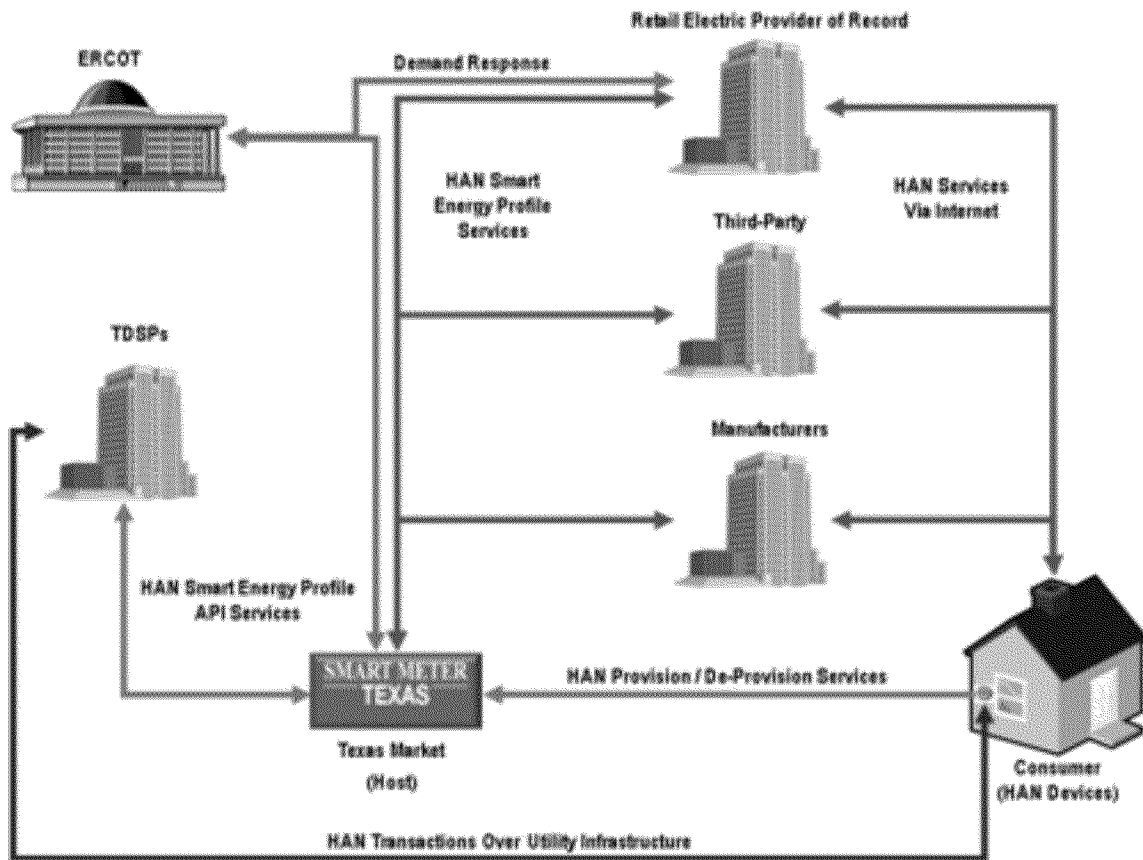 Retail Electric Provider of Record
ERCOT
Demand Response
HAN Smart
Energy Profile
Services
HAN Services
Via Internet
Third-Party
TDSPs
Manufacturers
HAN Smart Energy Profile
API Services
SMART METER
TEXAS
HAN Provision / De-Provision Services
Texas Market
(Host)
Consumer
(HAN Devices)
HAN Transactions Over Utility Infrastructure